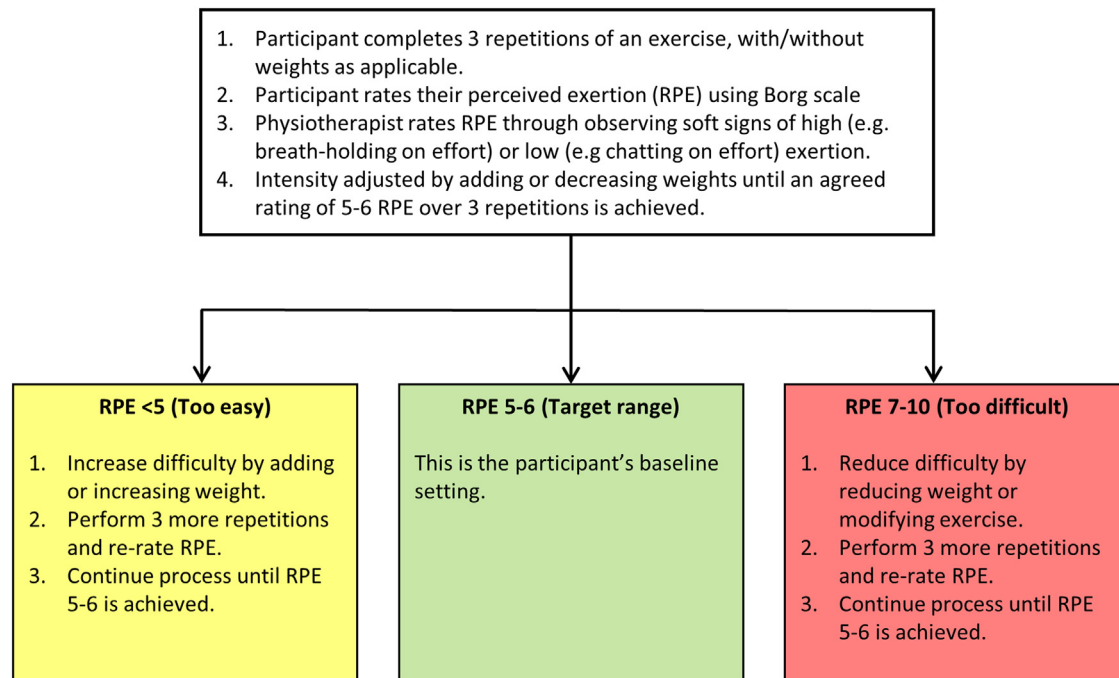 1. Participant completes 3 repetitions of an exercise, with/without
weights as applicable.
2. Participant rates their perceived exertion (RPE) using Borg scale
3. Physiotherapist rates RPE through observing soft signs of high (e.g.
breath-holding on effort) or low (e.g chatting on effort) exertion.
4. Intensity adjusted by adding or decreasing weights until an agreed
rating of 5-6 RPE over 3 repetitions is achieved.
RPE <5 (Too easy)
1. Increase difficulty by adding
or increasing weight.
2. Perform 3 more repetitions
and re-rate RPE.
3. Continue process until RPE
5-6 is achieved.
RPE 5-6 (Target range)
This is the participant’s baseline
setting.
RPE 7-10 (Too difficult)
1. Reduce difficulty by
reducing weight or
modifying exercise.
2. Perform 3 more repetitions
and re-rate RPE.
3. Continue process until RPE
5-6 is achieved.